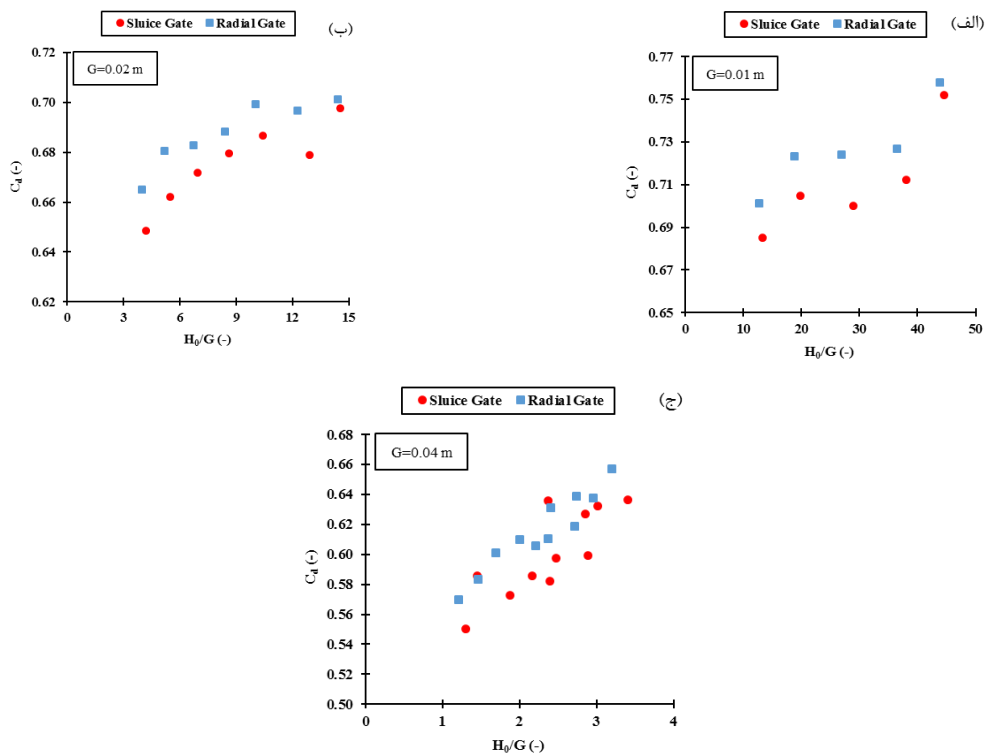 Sluice Gate Radial Gate
(ب)
G=0.02 m
0.72
0.70
0.68
0.66
0.64
0.62
C_d (-)
0 3 6 9 12 15
H₀/G (-)
Sluice Gate Radial Gate
(الف)
G=0.01 m
0.77
0.75
0.73
0.71
0.69
0.67
0.65
C_d (-)
0 10 20 30 40 50
H₀/G (-)
Sluice Gate Radial Gate
(ج)
G=0.04 m
0.68
0.66
0.64
0.62
0.60
0.58
0.56
0.54
0.52
0.50
C_d (-)
0 1 2 3 4
H₀/G (-)